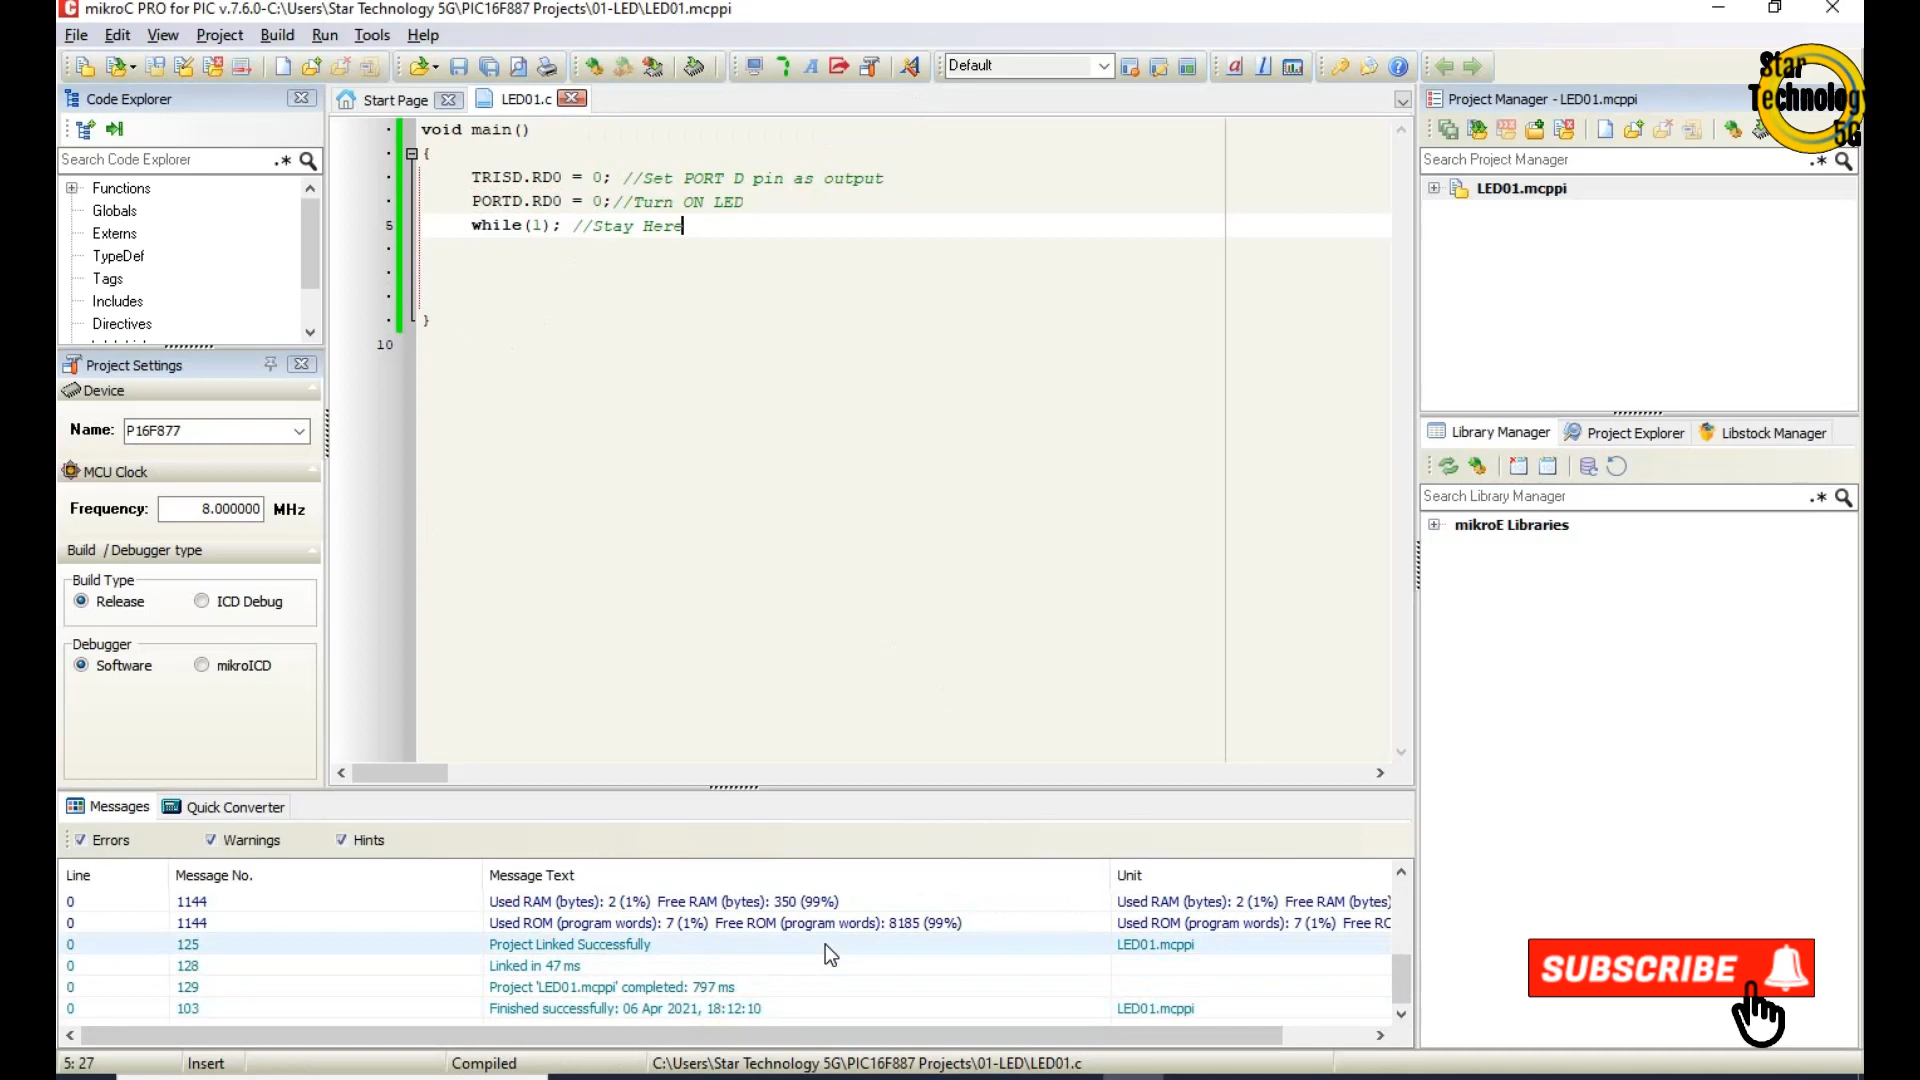 mikroC PRO for PIC v.7.6.0-C:\Users\Star Technology 5G\PIC16F887 Projects\01-LED\LED01.mcppi
File Edit View Project Build Run Tools Help
Default
Star
Technology
5G
Code Explorer
Start Page
LED01.c
Project Manager - LED01.mcppi
Search Code Explorer
Search Project Manager
Functions
Globals
Externs
TypeDef
Tags
Includes
Directives
LED01.mcppi
void main()
{
TRISD.RD0 = 0; //Set PORT D pin as output
PORTD.RD0 = 0;//Turn ON LED
5 while(1); //Stay Here
}
10
Project Settings
Device
Name: P16F877
MCU Clock
Frequency: 8.000000 MHz
Build / Debugger type
Build Type
Release ICD Debug
Debugger
Software mikroICD
Library Manager Project Explorer Libstock Manager
Search Library Manager
mikroE Libraries
Messages Quick Converter
Errors Warnings Hints
Line Message No. Message Text Unit
0 1144 Used RAM (bytes): 2 (1%) Free RAM (bytes): 350 (99%) Used RAM (bytes): 2 (1%) Free RAM (bytes)
0 1144 Used ROM (program words): 7 (1%) Free ROM (program words): 8185 (99%) Used ROM (program words): 7 (1%) Free RC
0 125 Project Linked Successfully LED01.mcppi
0 128 Linked in 47 ms
0 129 Project 'LED01.mcppi' completed: 797 ms
0 103 Finished successfully: 06 Apr 2021, 18:12:10 LED01.mcppi
SUBSCRIBE
5: 27 Insert Compiled C:\Users\Star Technology 5G\PIC16F887 Projects\01-LED\LED01.c